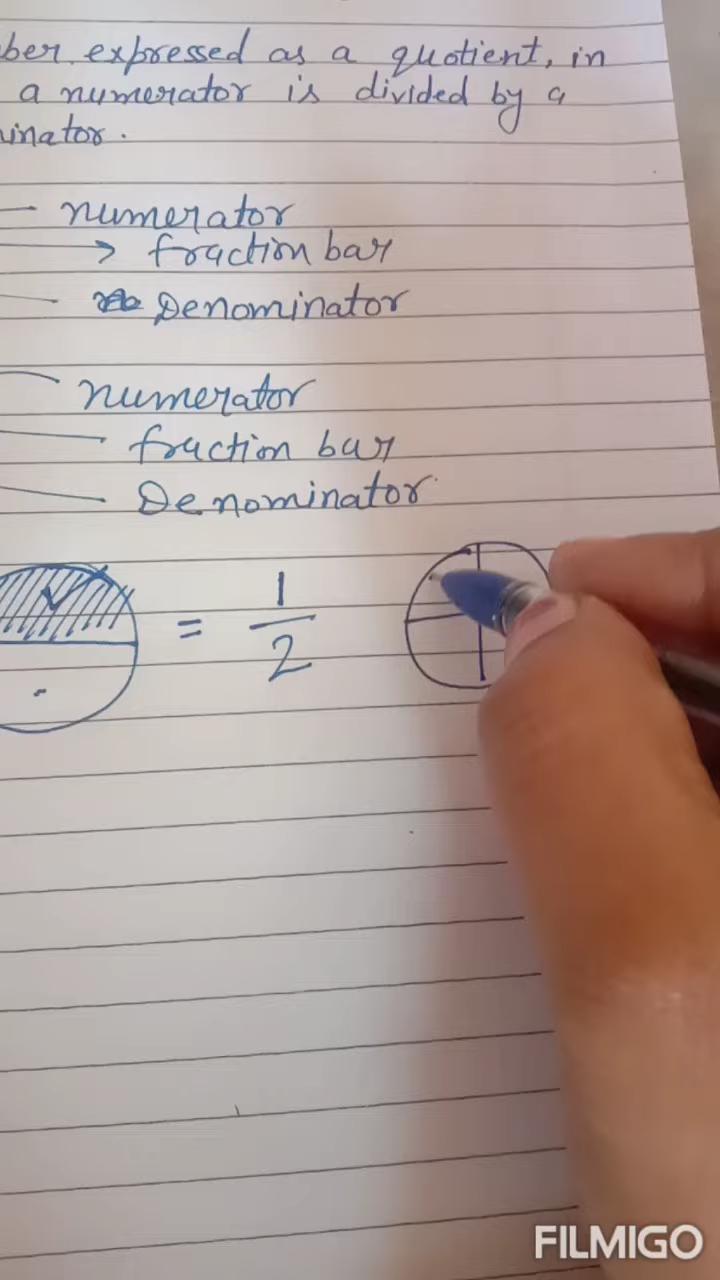 ber expressed as a quotient, in
a numerator is divided by a
inator.
numerator
fraction bar
Denominator
numerator
fraction bar
Denominator
= 1/2
FILMIGO